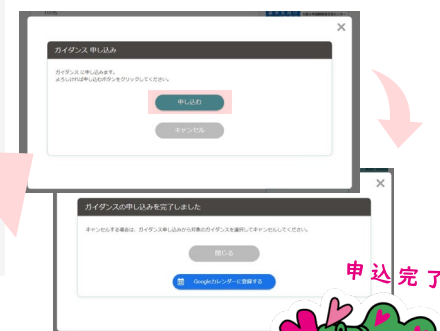 ガイダンス 申し込み
ガイダンス に申し込みます。
よろしければ申し込むボタンをクリックしてください。
申し込む
キャンセル
ガイダンスの申し込みを完了しました
キャンセルする場合は、ガイダンス申し込みから対象のガイダンスを選択してキャンセルしてください。
閉じる
Googleカレンダーに登録する
申込完了